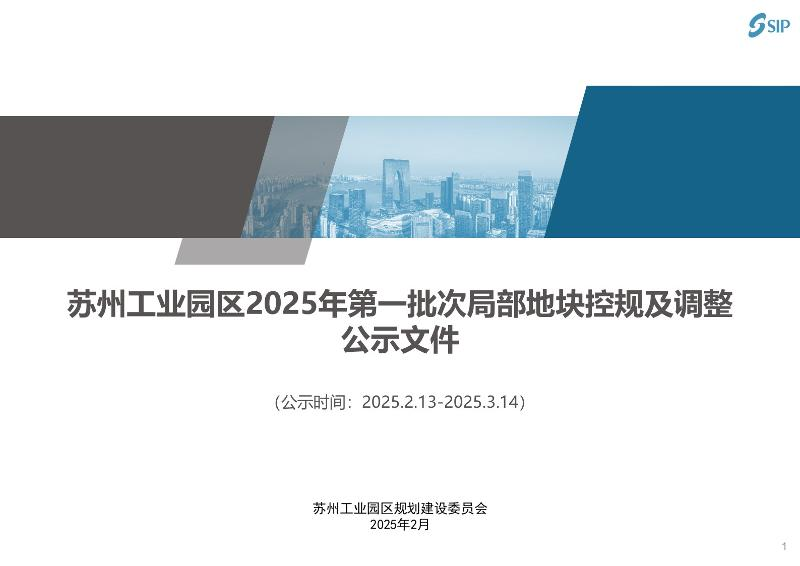 SIP
苏州工业园区2025年第一批次局部地块控规及调整
公示文件
（公示时间：2025.2.13-2025.3.14）
苏州工业园区规划建设委员会
2025年2月
1